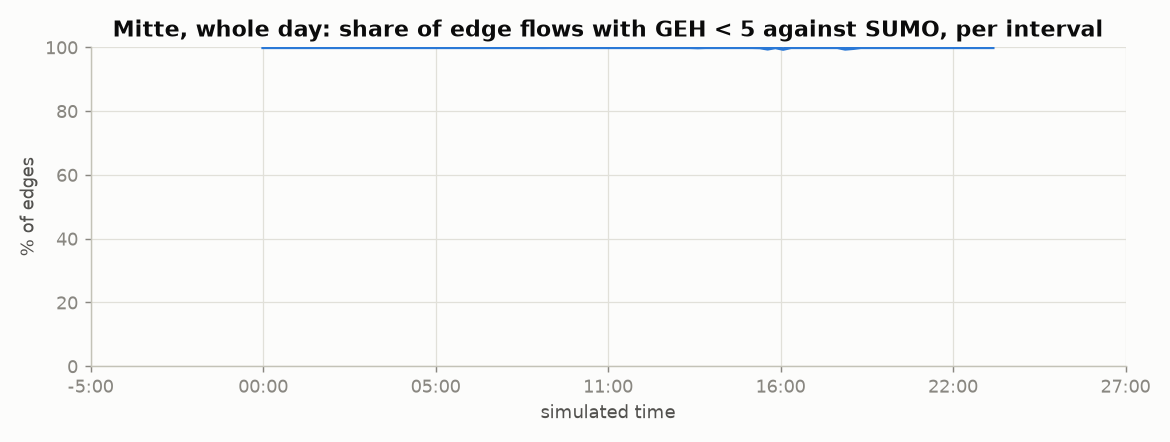 Mitte, whole day: share of edge flows with GEH < 5 against SUMO, per interval
100
80
60
40
20
0
% of edges
-5:00 00:00 05:00 11:00 16:00 22:00 27:00
simulated time